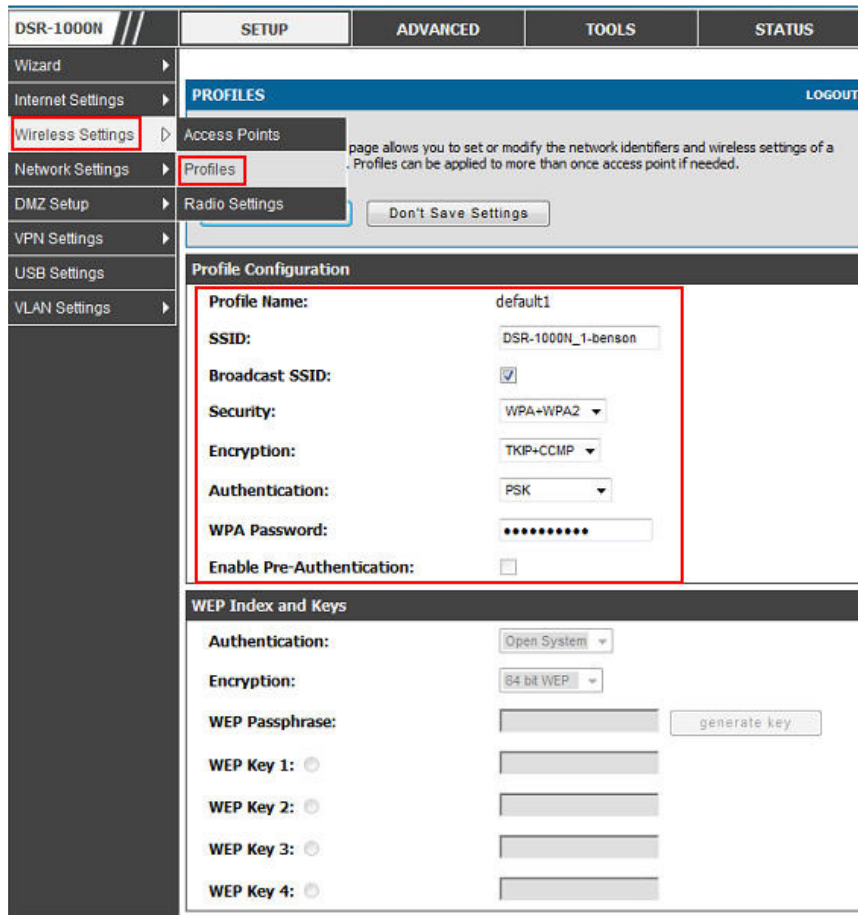 DSR-1000N SETUP ADVANCED TOOLS STATUS
Wizard
Internet Settings
Wireless Settings
Network Settings
DMZ Setup
VPN Settings
USB Settings
VLAN Settings
Access Points
Profiles
Radio Settings
PROFILES LOGOUT
page allows you to set or modify the network identifiers and wireless settings of a
. Profiles can be applied to more than once access point if needed.
Don't Save Settings
Profile Configuration
Profile Name: default1
SSID: DSR-1000N_1-benson
Broadcast SSID:
Security: WPA+WPA2
Encryption: TKIP+CCMP
Authentication: PSK
WPA Password: ••••••••••
Enable Pre-Authentication:
WEP Index and Keys
Authentication: Open System
Encryption: 64 bit WEP
WEP Passphrase: generate key
WEP Key 1:
WEP Key 2:
WEP Key 3:
WEP Key 4: